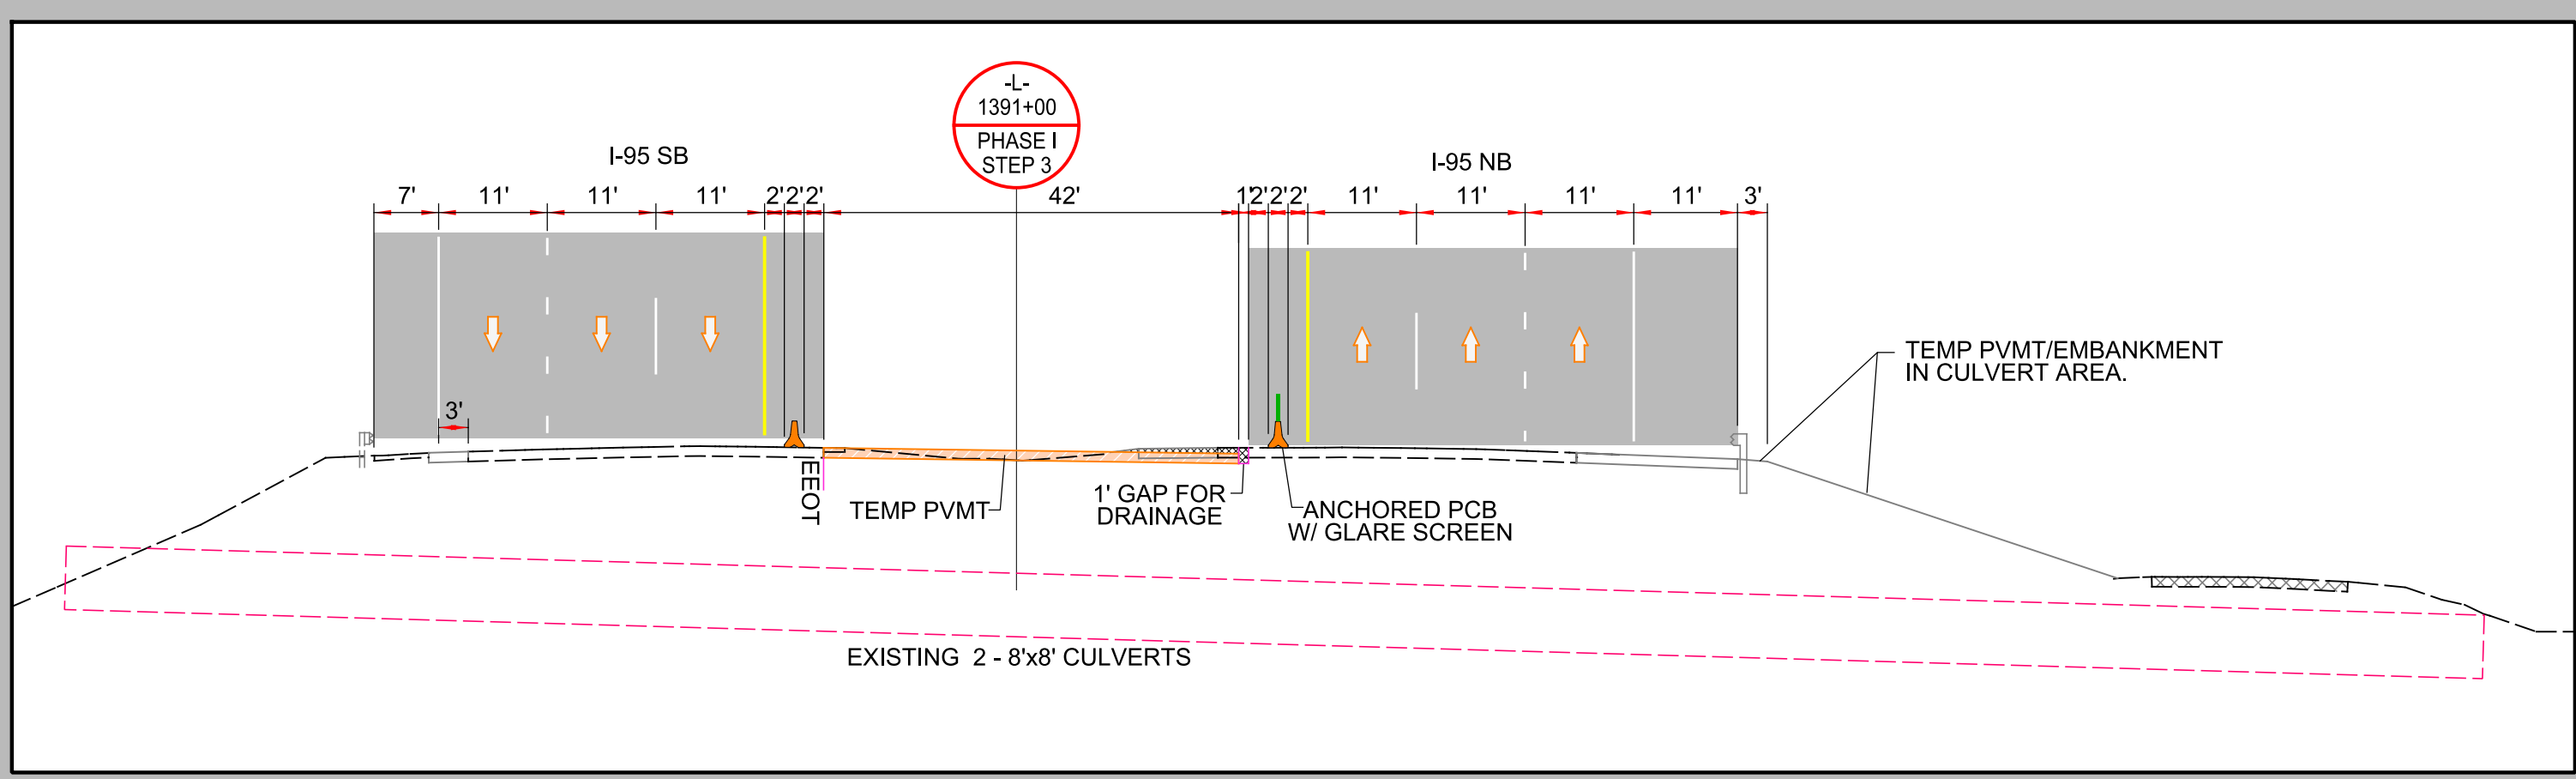 -L-
1391+00
PHASE I
STEP 3
I-95 SB
I-95 NB
7' 11' 11' 11' 2' 2' 2' 42' 1' 2' 2' 2' 11' 11' 11' 11' 3'
TEMP PVMT/EMBANKMENT
IN CULVERT AREA.
3'
EEOT
TEMP PVMT
1' GAP FOR
DRAINAGE
ANCHORED PCB
W/ GLARE SCREEN
EXISTING 2 - 8'x8' CULVERTS